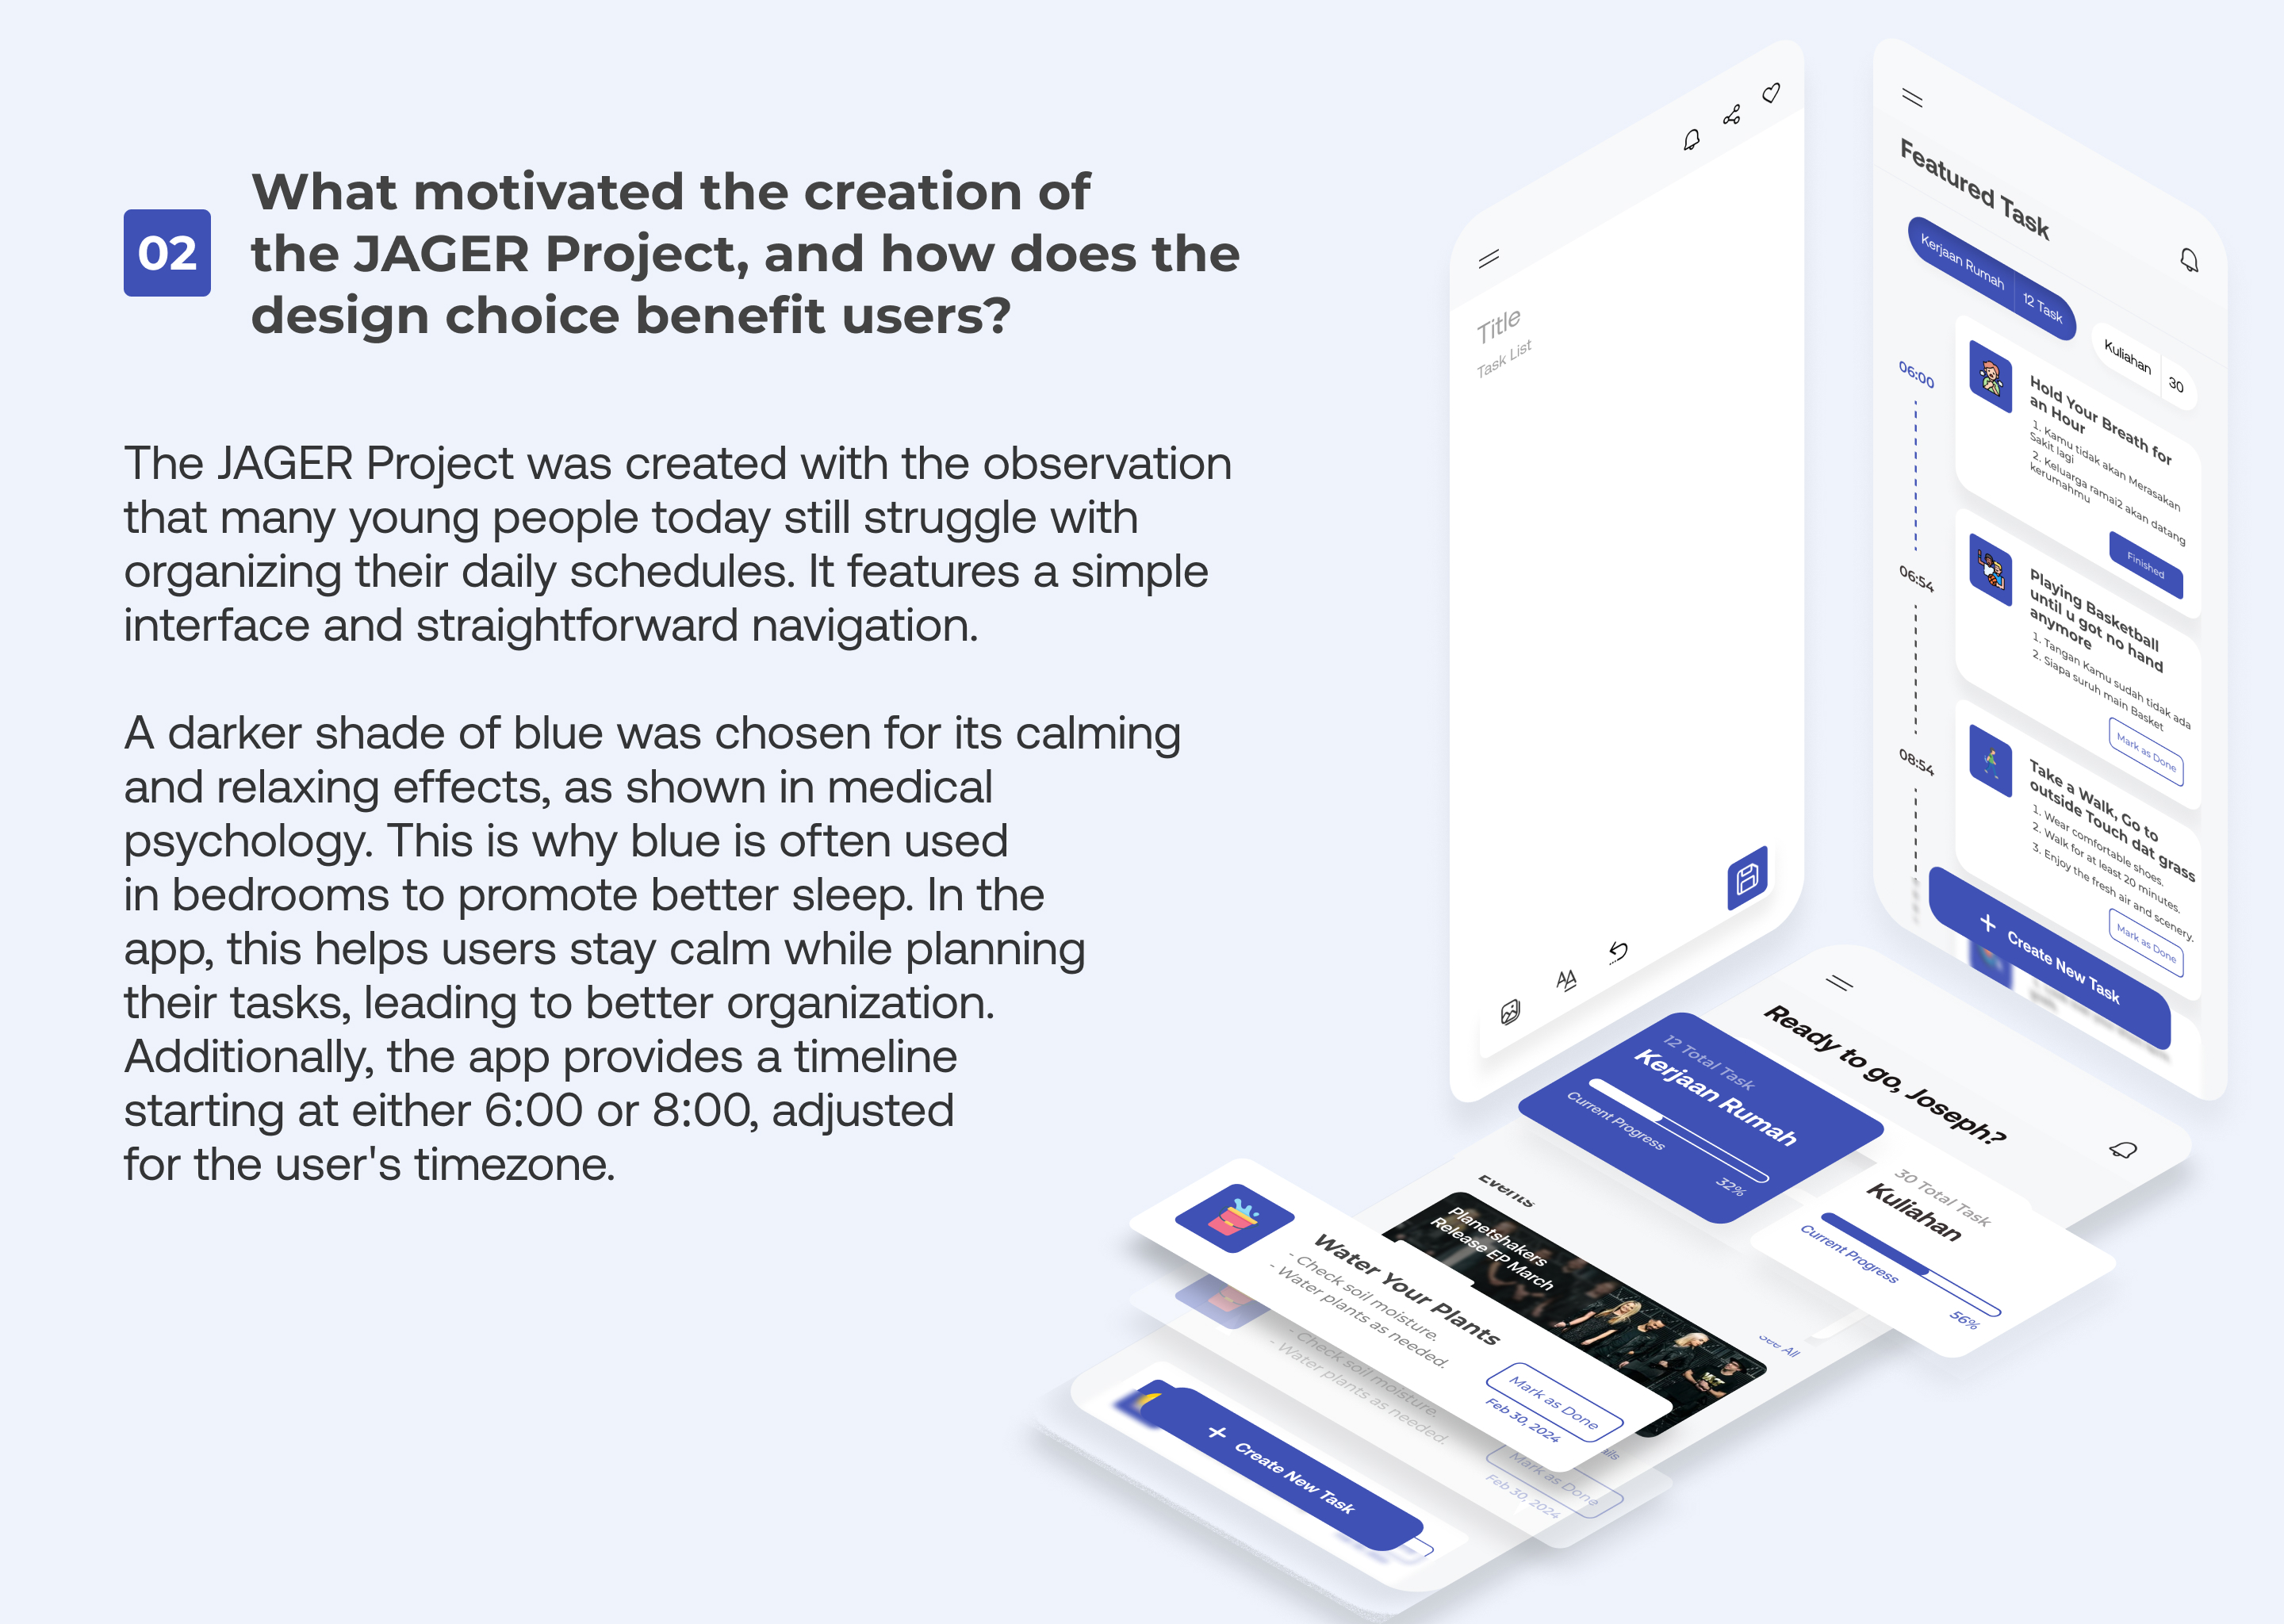 02
What motivated the creation of
the JAGER Project, and how does the
design choice benefit users?
The JAGER Project was created with the observation
that many young people today still struggle with
organizing their daily schedules. It features a simple
interface and straightforward navigation.
A darker shade of blue was chosen for its calming
and relaxing effects, as shown in medical
psychology. This is why blue is often used
in bedrooms to promote better sleep. In the
app, this helps users stay calm while planning
their tasks, leading to better organization.
Additionally, the app provides a timeline
starting at either 6:00 or 8:00, adjusted
for the user's timezone.
Title
Task List
Featured Task
Kerjaan Rumah
12 Task
Kuliahan
30
06:00
Hold Your Breath for
an Hour
1. Kamu tidak akan Merasakan
Sakit lagi
2. Keluarga ramai2 akan datang
kerumahmu
Finished
06:54
Playing Basketball
until u got no hand
anymore
1. Tangan Kamu sudah tidak ada
2. Siapa suruh main Basket
Mark as Done
08:54
Take a Walk, Go to
outside Touch dat grass
1. Wear comfortable shoes.
2. Walk for at least 20 minutes.
3. Enjoy the fresh air and scenery.
Mark as Done
+ Create New Task
Ready to go, Joseph?
12 Total Task
Kerjaan Rumah
Current Progress
32%
30 Total Task
Kuliahan
Current Progress
56%
Events
See All
Planetshakers
Release EP March
Water Your Plants
- Check soil moisture.
- Water plants as needed.
Mark as Done
Feb 30, 2024
- Check soil moisture.
- Water plants as needed.
Mark as Done
Feb 30, 2024
+ Create New Task